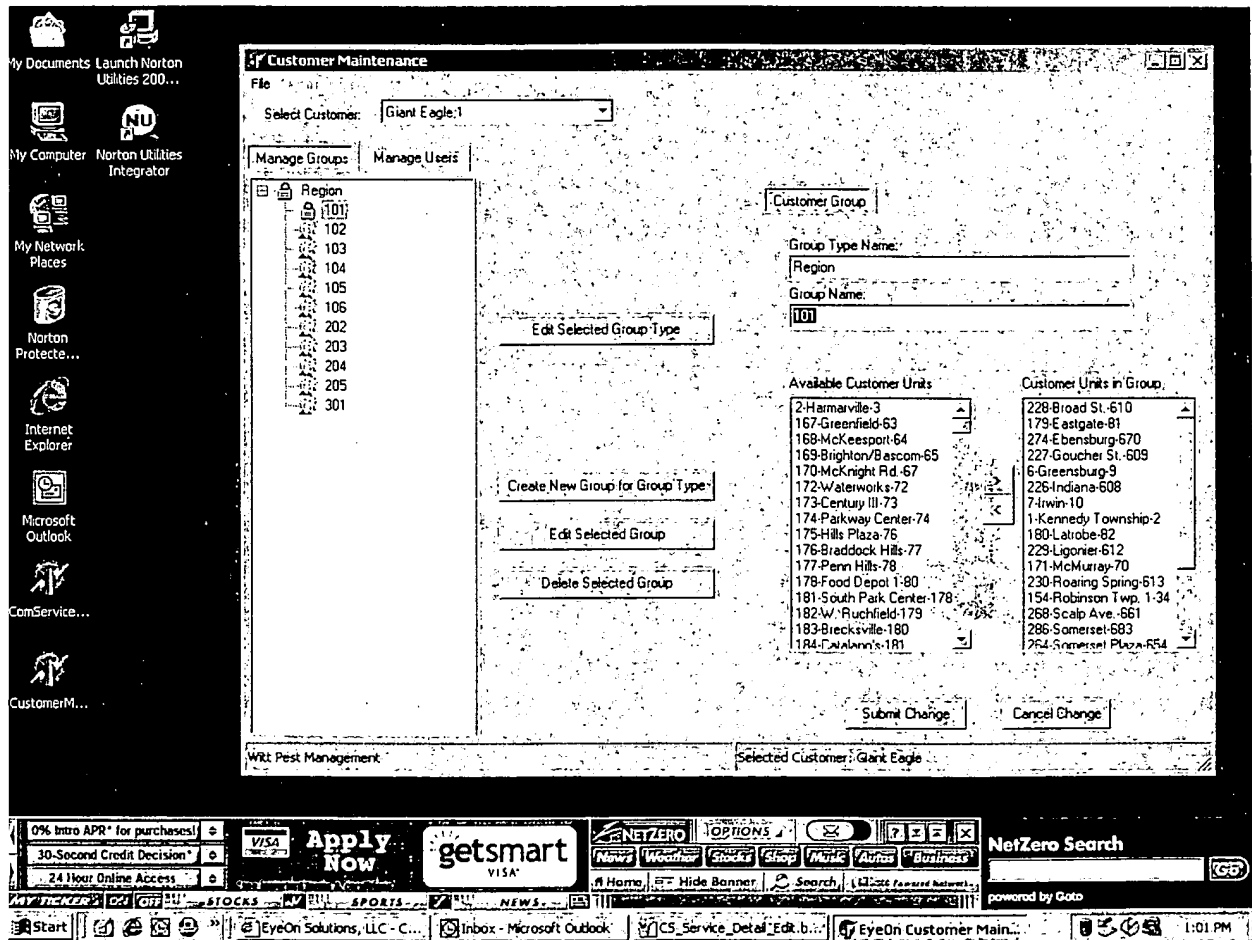 My Documents
Launch Norton Utilities 200...
My Computer
Norton Utilities Integrator
My Network Places
Norton Protecte...
Internet Explorer
Microsoft Outlook
ComService...
CustomerM...
NU
Customer Maintenance
File
Select Customer:
Giant Eagle:1
Manage Groups
Manage Users
Region
101
102
103
104
105
106
202
203
204
205
301
Edit Selected Group Type
Create New Group for Group Type
Edit Selected Group
Delete Selected Group
Customer Group
Group Type Name:
Region
Group Name:
101
Available Customer Units
2-Harmarville-3
167-Greenfield-63
168-McKeesport-64
169-Brighton/Bascom-65
170-McKnight Rd.-67
172-Waterworks-72
173-Century III-73
174-Parkway Center-74
175-Hills Plaza-76
176-Braddock Hills-77
177-Penn Hills-78
178-Food Depot 1-80
181-South Park Center-178
182-W. Ruchfield-179
183-Brecksville-180
184-Catalano's-181
>
<
Customer Units in Group
228-Broad St.-610
179-Eastgate-81
274-Ebensburg-670
227-Goucher St.-609
6-Greensburg-9
226-Indiana-608
7-Irwin-10
1-Kennedy Township-2
180-Latrobe-82
229-Ligonier-612
171-McMurray-70
230-Roaring Spring-613
154-Robinson Twp. 1-34
268-Scalp Ave.-661
286-Somerset-683
264-Somerset Plaza-654
Submit Change
Cancel Change
Witt Pest Management
Selected Customer: Giant Eagle
0% Intro APR* for purchases!
30-Second Credit Decision*
24 Hour Online Access
VISA
Apply Now
getsmart
VISA
NETZERO
OPTIONS
News
Weather
Stocks
Shop
Music
Autos
Business
Home
Hide Banner
Search
NetZero Search
GO
powered by Goto
MY TICKER
ON
OFF
STOCKS
SPORTS
NEWS
Start
EyeOn Solutions, LLC - C...
Inbox - Microsoft Outlook
CS_Service_Detail_Edit.b...
EyeOn Customer Main...
1:01 PM